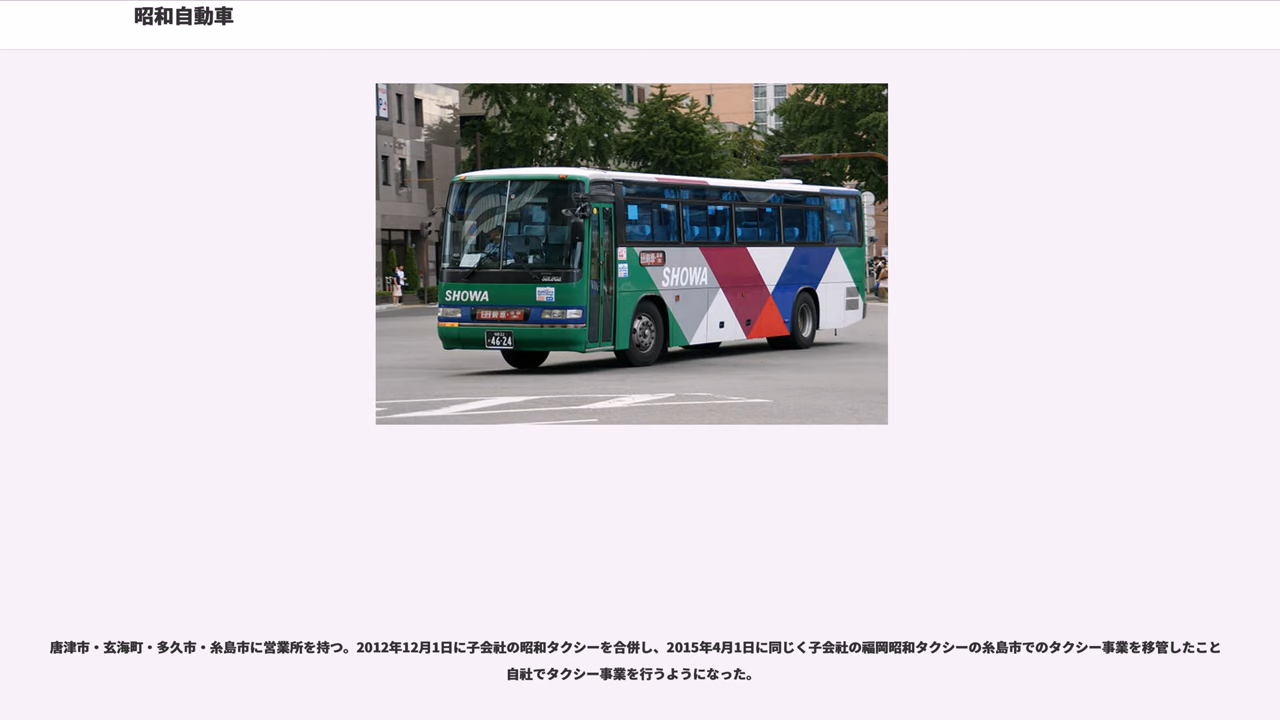 昭和自動車
SHOWA
SHOWA
46-24
唐津市・玄海町・多久市・糸島市に営業所を持つ。2012年12月1日に子会社の昭和タクシーを合併し、2015年4月1日に同じく子会社の福岡昭和タクシーの糸島市でのタクシー事業を移管したこと
自社でタクシー事業を行うようになった。